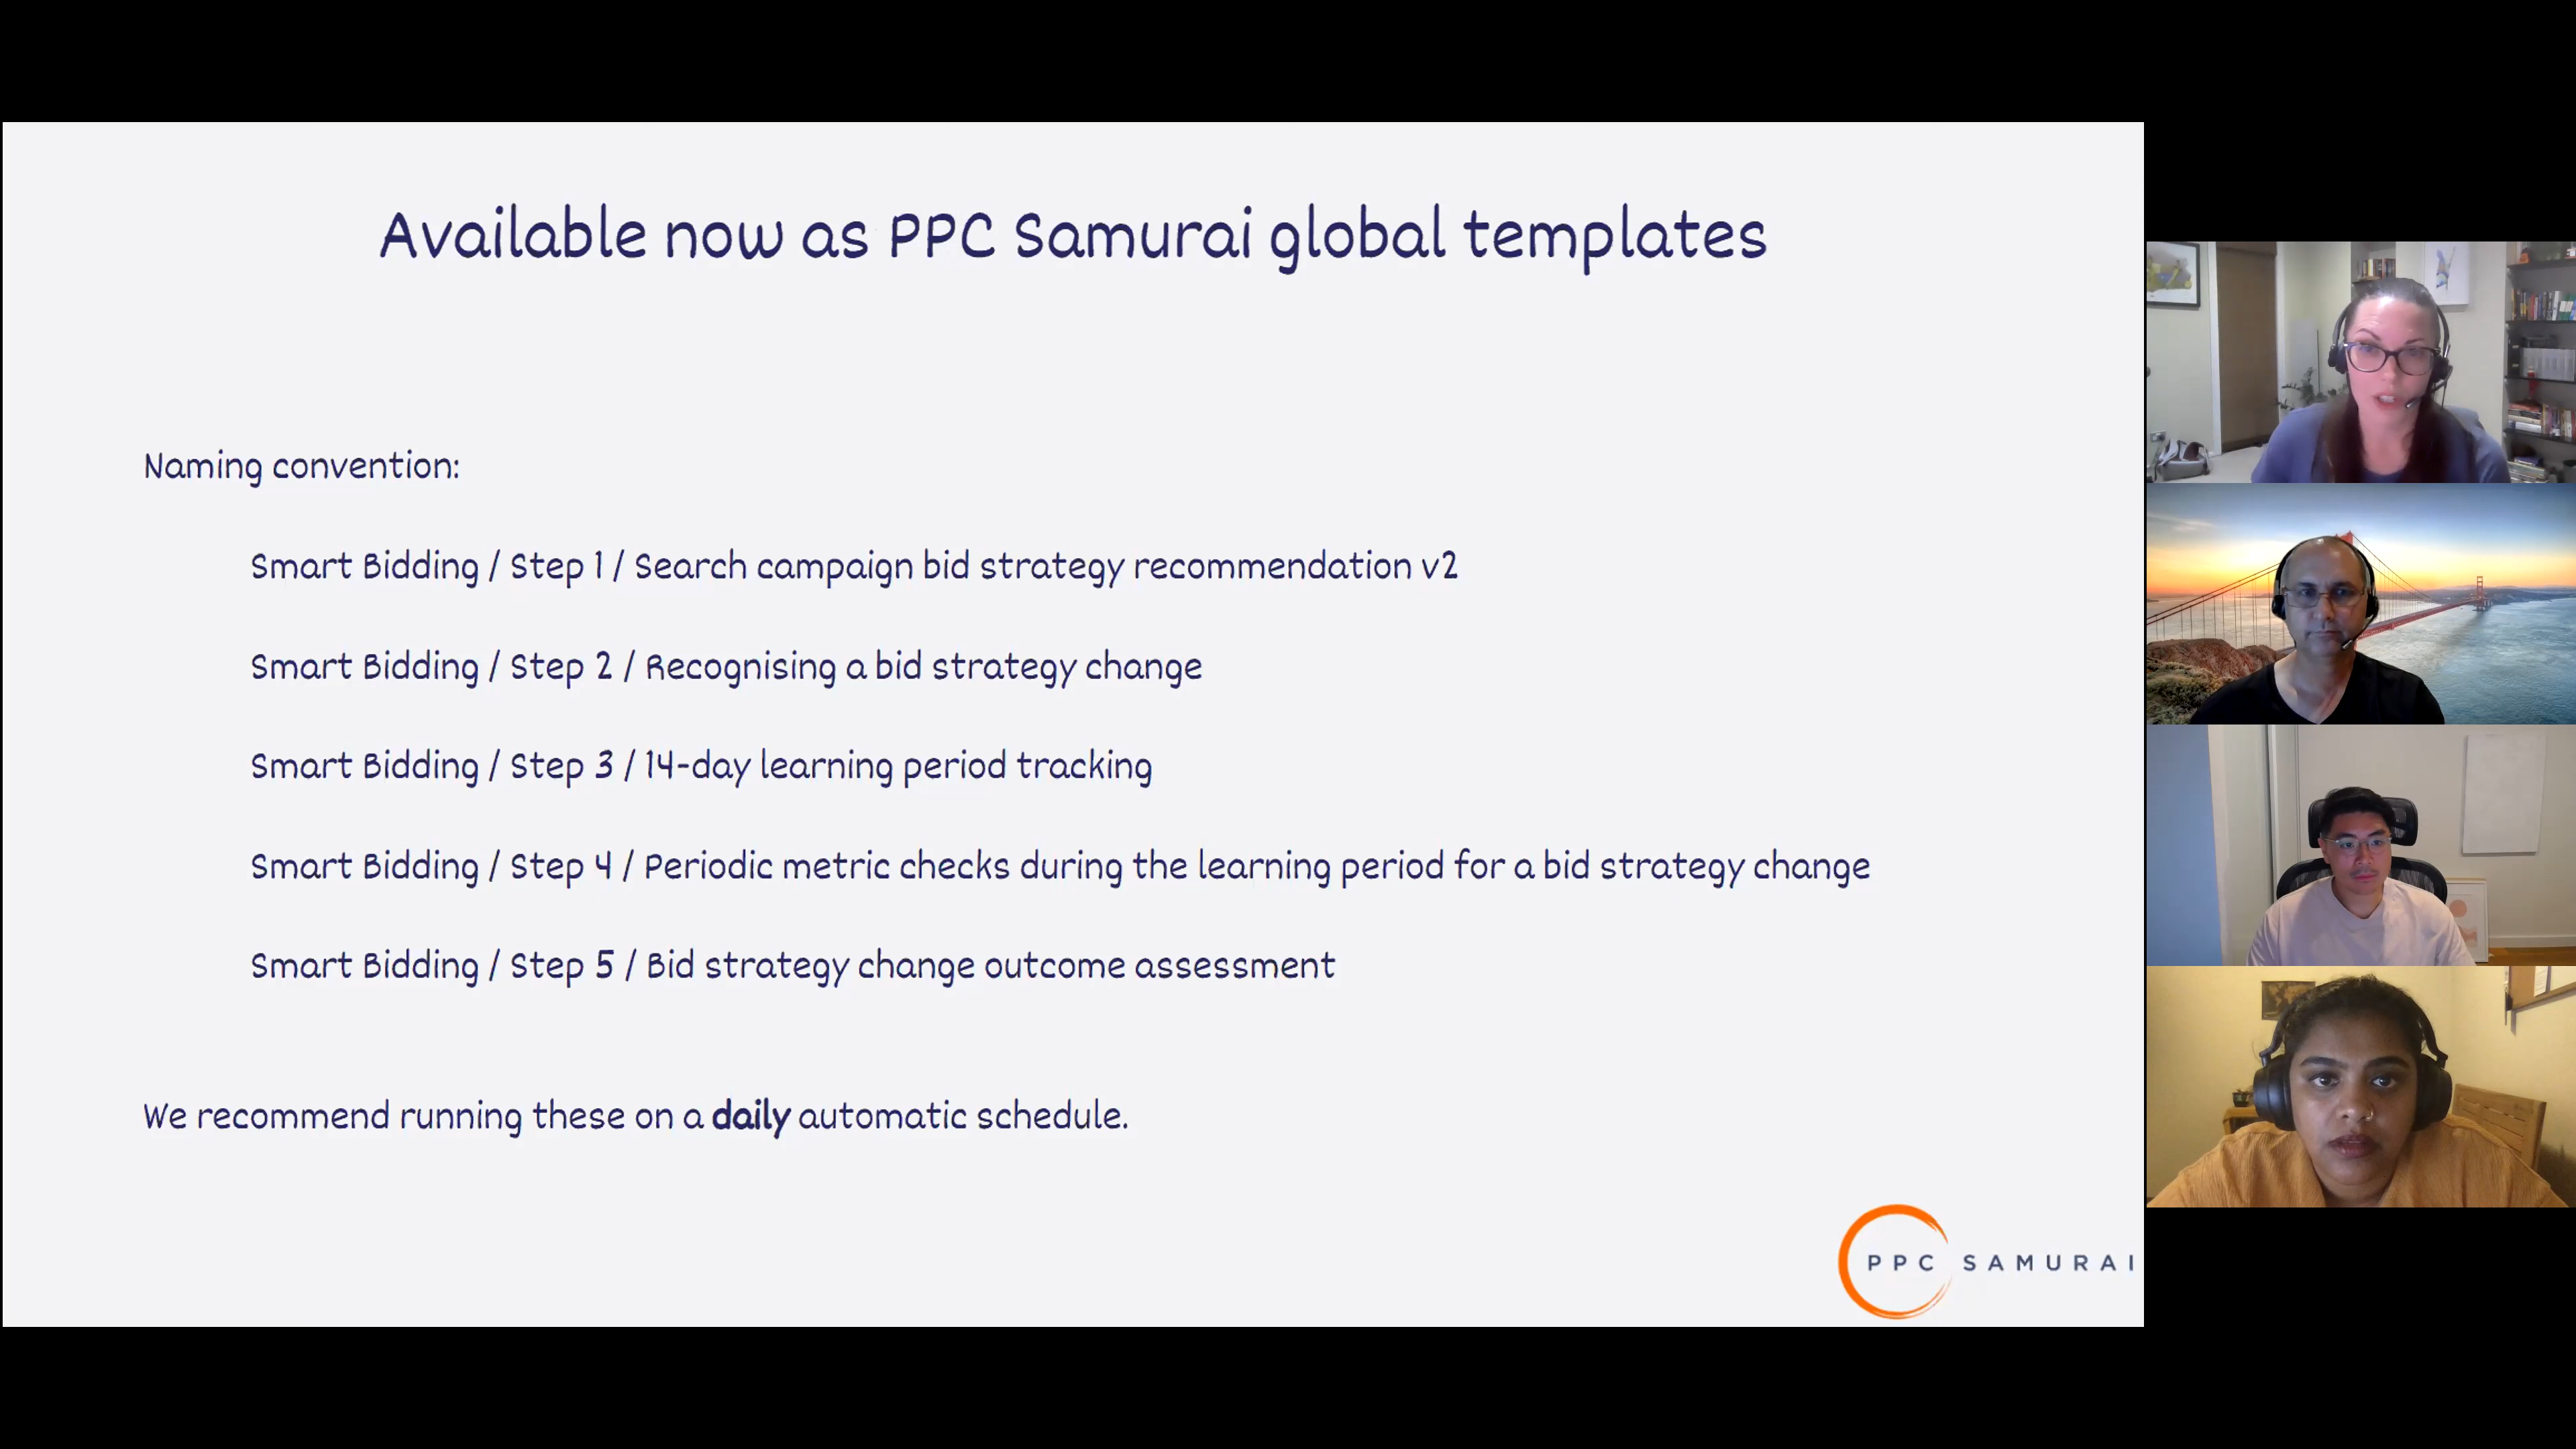 Available now as PPC Samurai global templates
Naming convention:
Smart Bidding / Step 1 / Search campaign bid strategy recommendation v2
Smart Bidding / Step 2 / Recognising a bid strategy change
Smart Bidding / Step 3 / 14-day learning period tracking
Smart Bidding / Step 4 / Periodic metric checks during the learning period for a bid strategy change
Smart Bidding / Step 5 / Bid strategy change outcome assessment
We recommend running these on a daily automatic schedule.
PPC SAMURAI